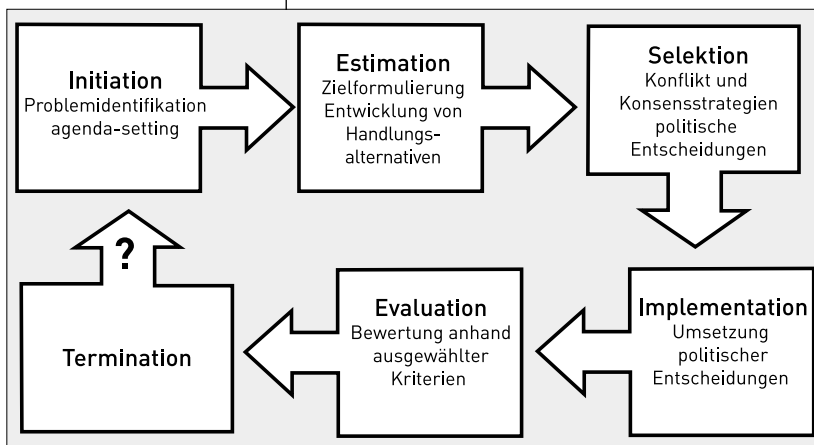 Initiation
Problemidentifikation
agenda-setting
Estimation
Zielformulierung
Entwicklung von
Handlungs-
alternativen
Selektion
Konflikt und
Konsensstrategien
politische
Entscheidungen
Implementation
Umsetzung
politischer
Entscheidungen
Evaluation
Bewertung anhand
ausgewählter
Kriterien
Termination
?